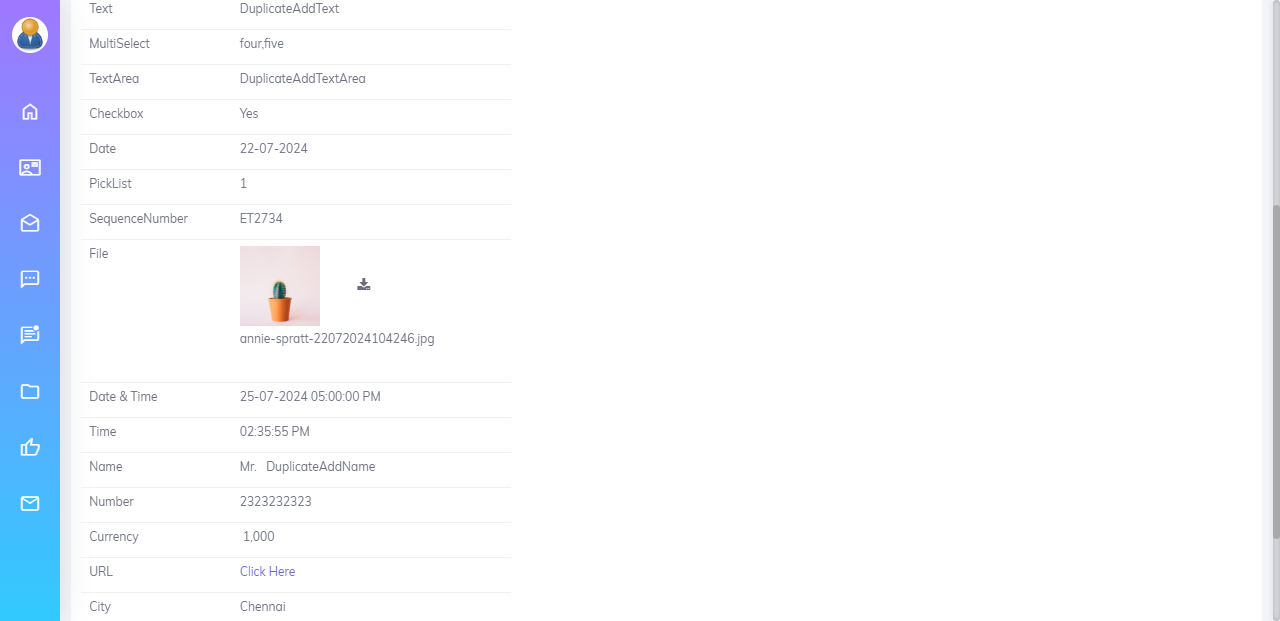 Text DuplicateAddText
MultiSelect four,five
TextArea DuplicateAddTextArea
Checkbox Yes
Date 22-07-2024
PickList 1
SequenceNumber ET2734
File
annie-spratt-22072024104246.jpg
Date & Time 25-07-2024 05:00:00 PM
Time 02:35:55 PM
Name Mr. DuplicateAddName
Number 2323232323
Currency 1,000
URL Click Here
City Chennai